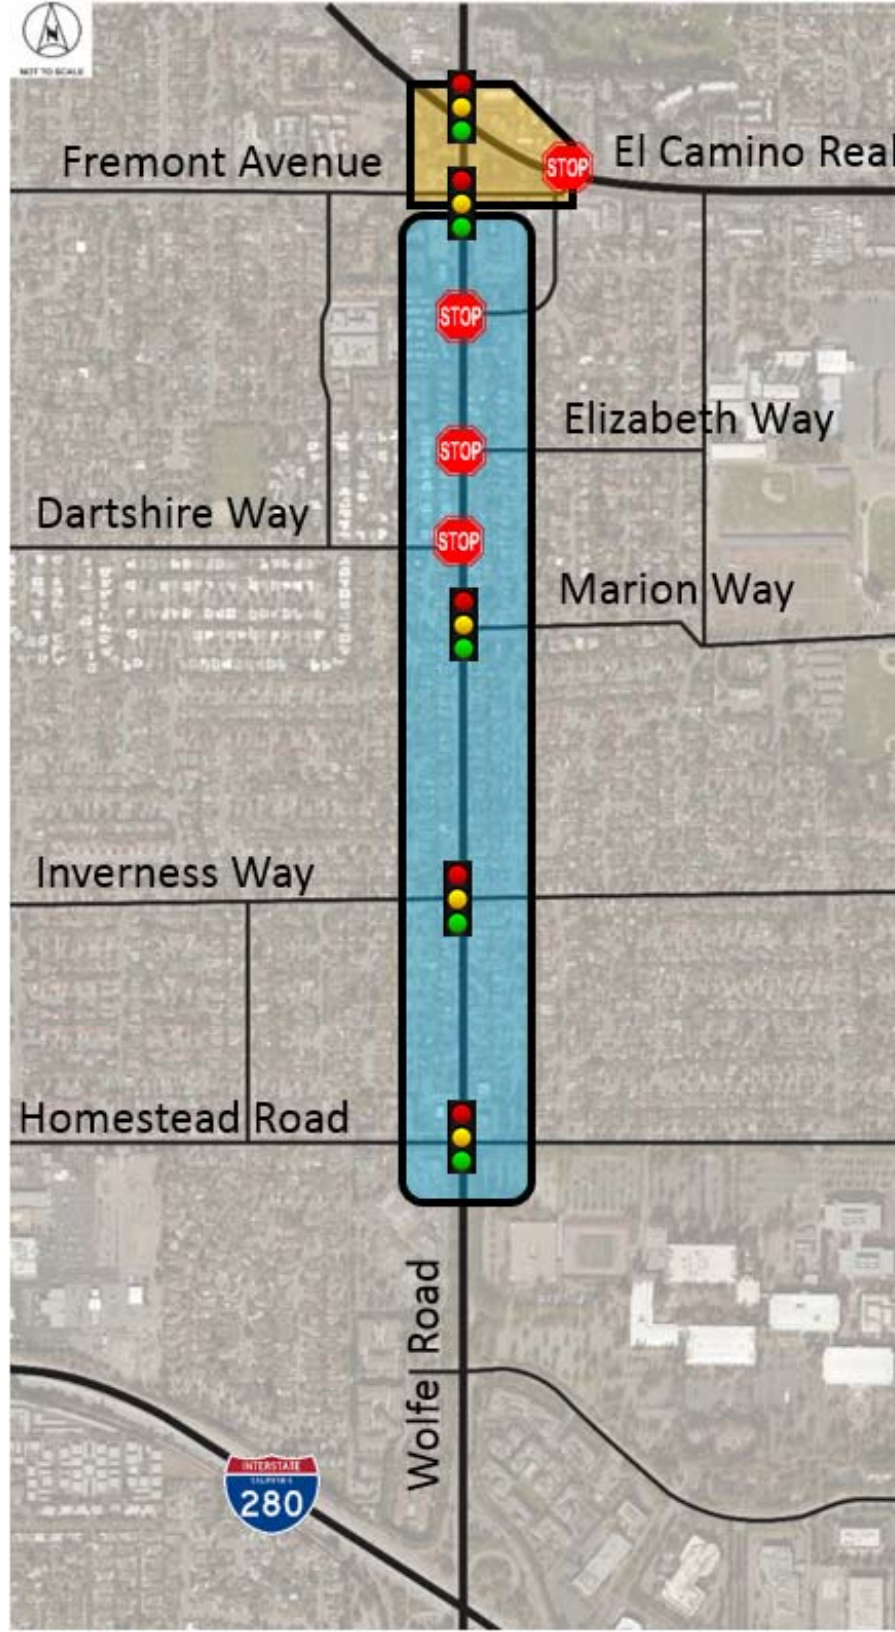 N
NOT TO SCALE
Fremont Avenue
El Camino Real
STOP
STOP
Elizabeth Way
STOP
Dartshire Way
STOP
Marion Way
Inverness Way
Homestead Road
Wolfe Road
INTERSTATE
CALIFORNIA
280